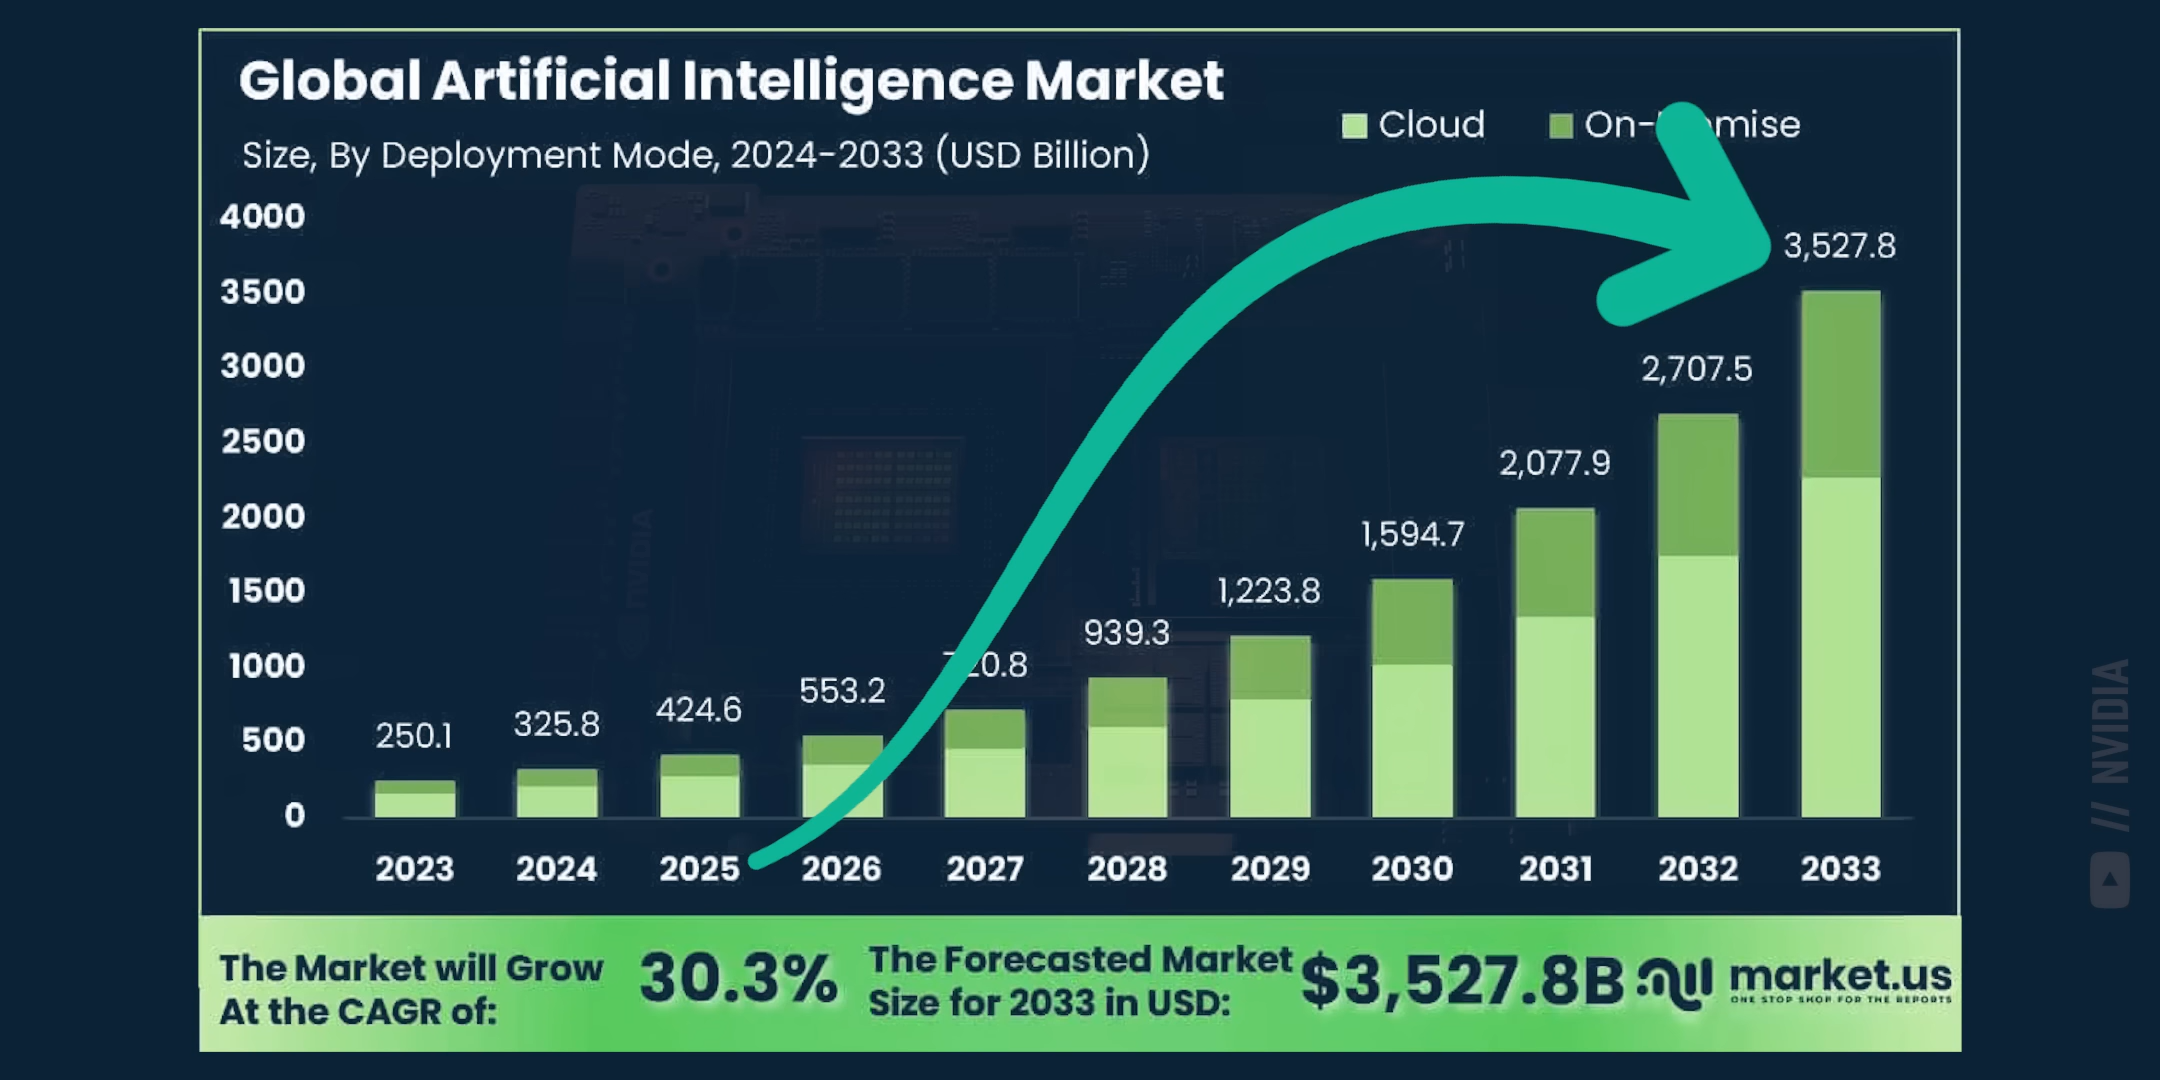 Global Artificial Intelligence Market
Size, By Deployment Mode, 2024-2033 (USD Billion)
Cloud
4000
3500
3000
2500
2000
1500
1000
500
0
250.1
325.8
424.6
553.2
939.3
1,223.8
1,594.7
2,077.9
2,707.5
3,527.8
2023 2024 2025 2026 2027 2028 2029 2030 2031 2032 2033
The Market will Grow
At the CAGR of:
30.3%
The Forecasted Market
Size for 2033 in USD:
$3,527.8B
market.us
ONE STOP SHOP FOR THE REPORTS
// NVIDIA
NVIDIA